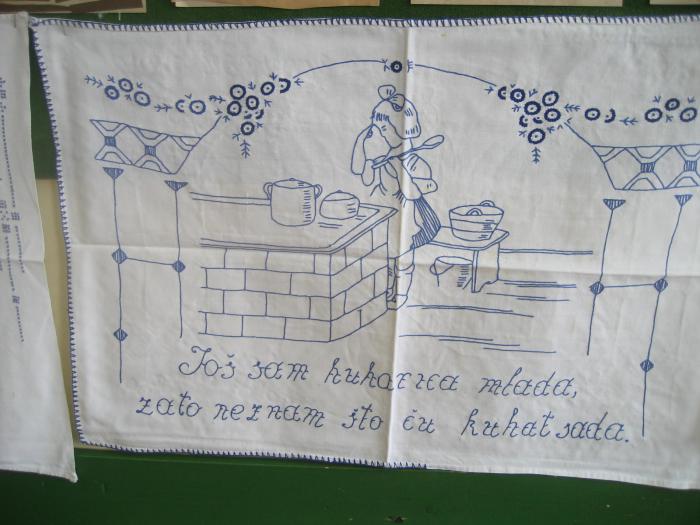 Još sam kuharica mlada,
zato neznam što ću kuhat sada.